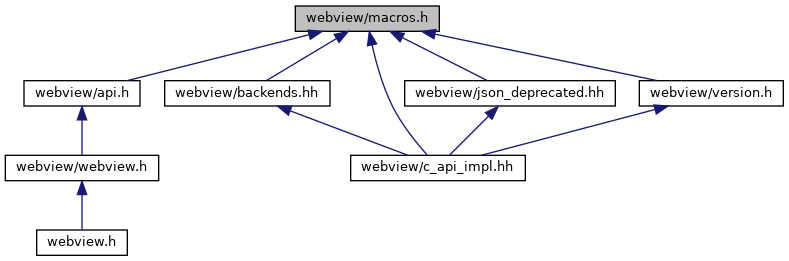 webview/macros.h
webview/api.h
webview/backends.hh
webview/json_deprecated.hh
webview/version.h
webview/webview.h
webview/c_api_impl.hh
webview.h